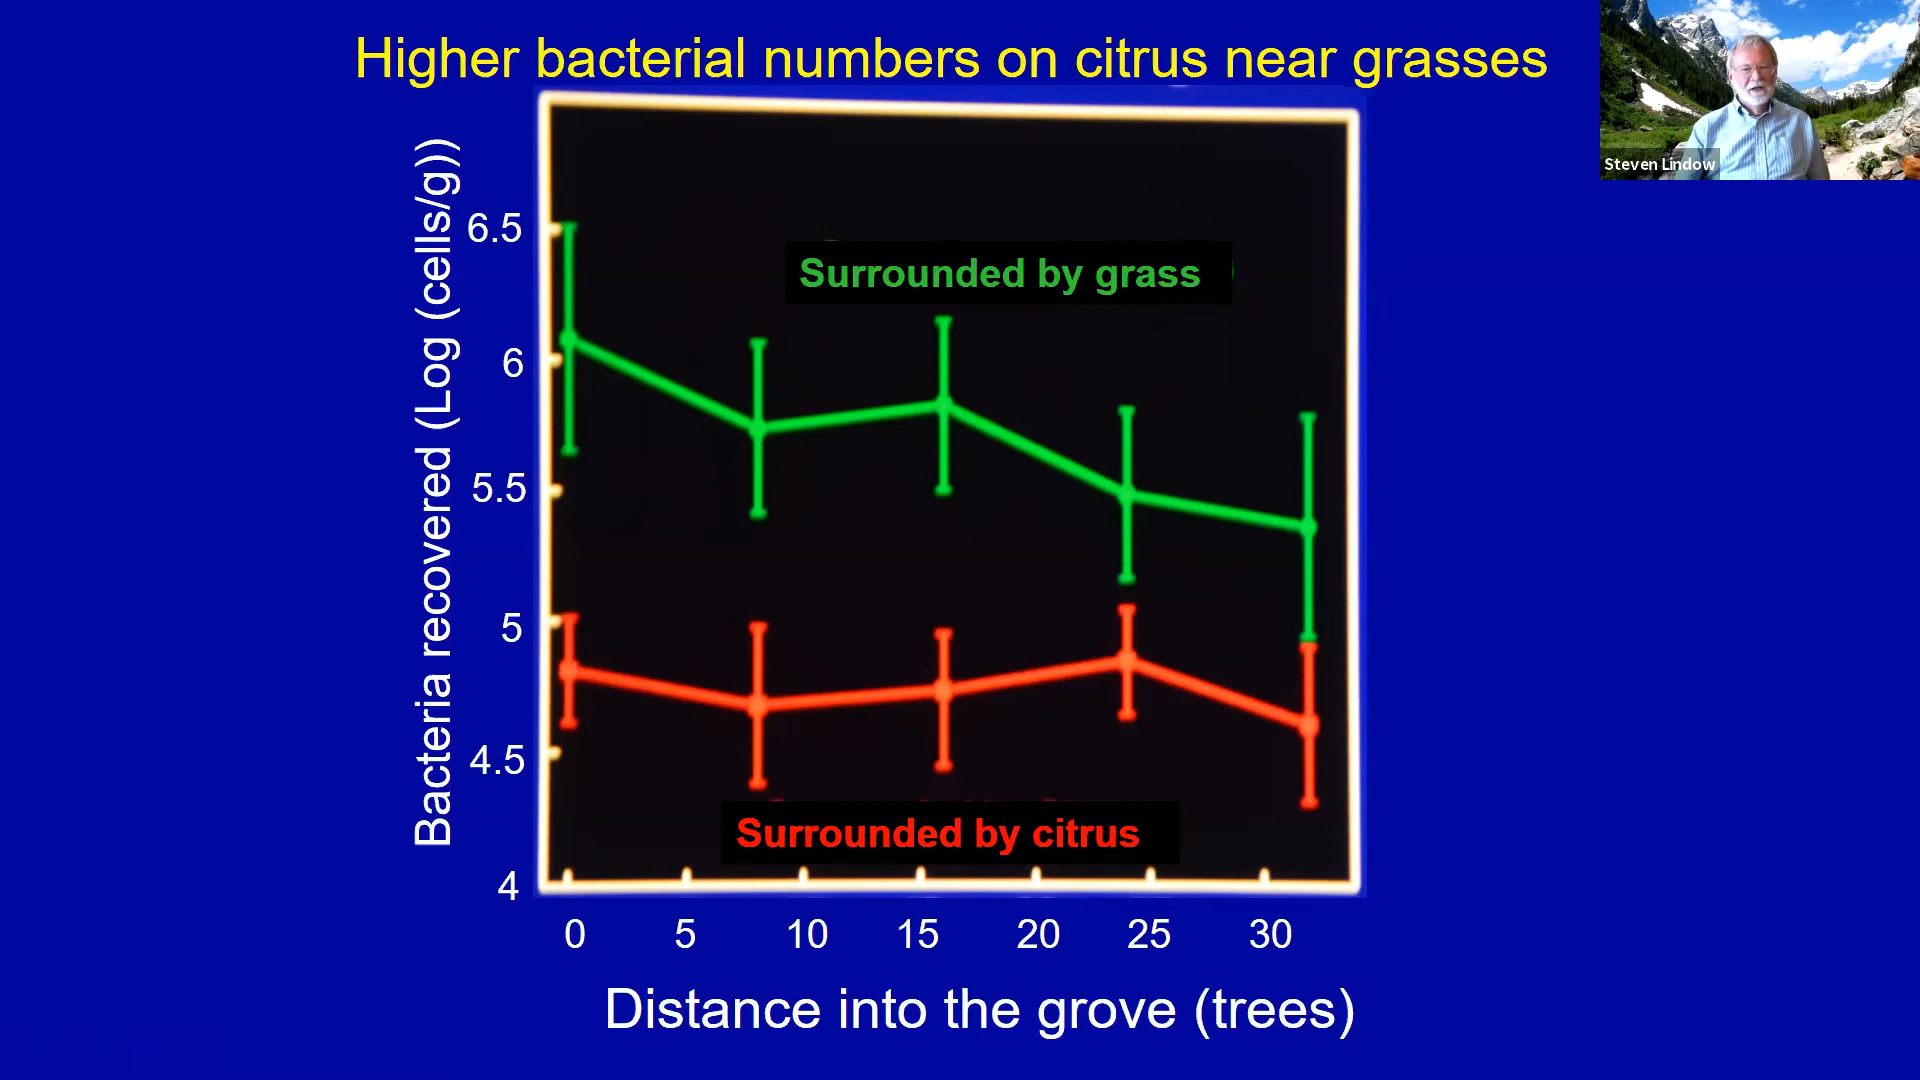 Higher bacterial numbers on citrus near grasses
Steven Lindow
Bacteria recovered (Log (cells/g))
6.5
6
5.5
5
4.5
4
Surrounded by grass
Surrounded by citrus
0 5 10 15 20 25 30
Distance into the grove (trees)